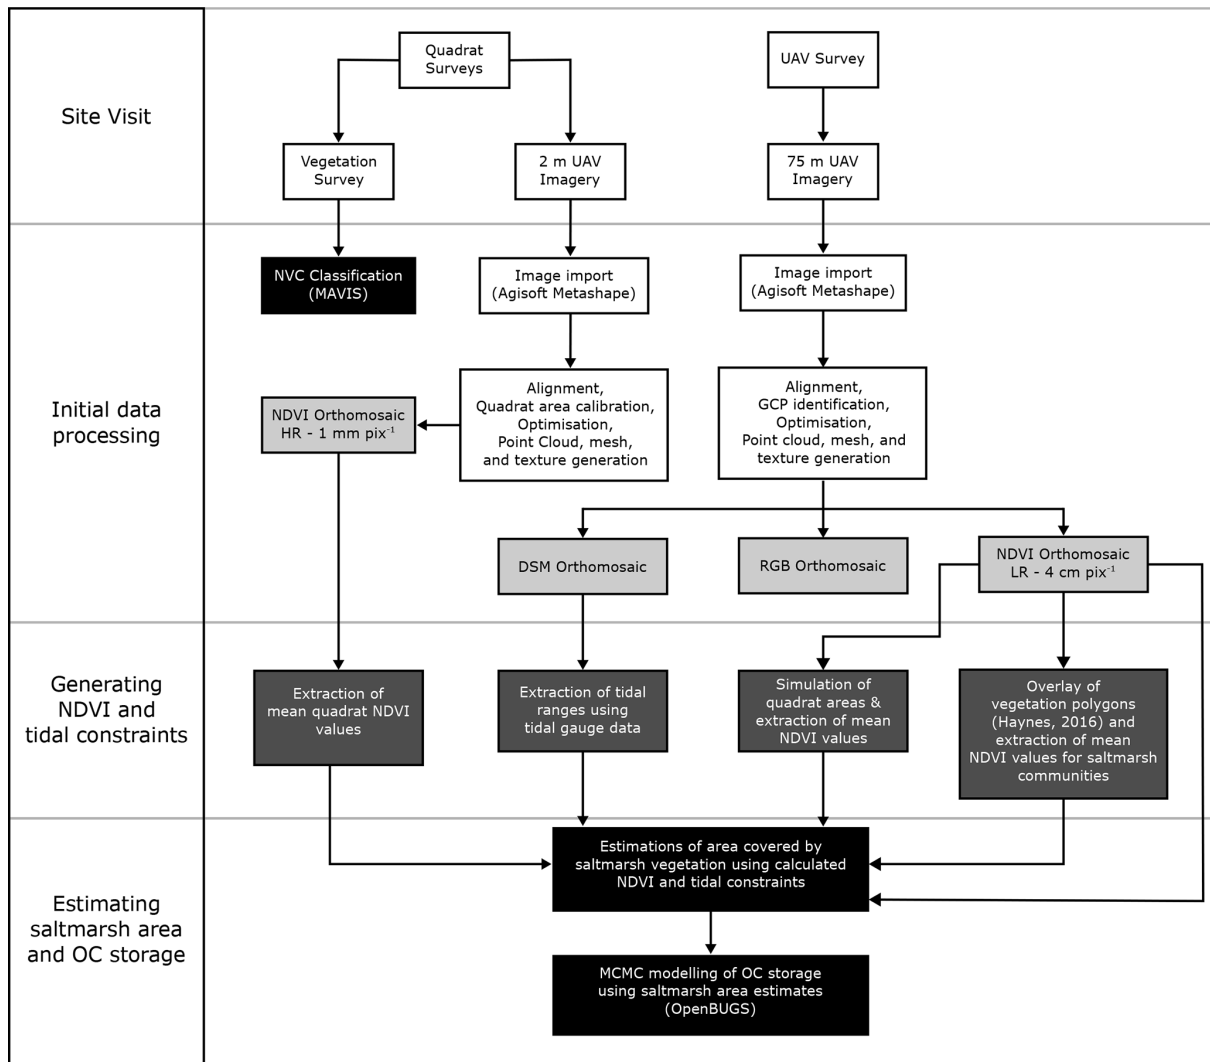 Site Visit
Quadrat
Surveys
UAV Survey
Vegetation
Survey
2 m UAV
Imagery
75 m UAV
Imagery
Initial data
processing
NVC Classification
(MAVIS)
Image import
(Agisoft Metashape)
Image import
(Agisoft Metashape)
NDVI Orthomosaic
HR - 1 mm pix⁻¹
Alignment,
Quadrat area calibration,
Optimisation,
Point Cloud, mesh,
and texture generation
Alignment,
GCP identification,
Optimisation,
Point cloud, mesh, and
texture generation
DSM Orthomosaic
RGB Orthomosaic
NDVI Orthomosaic
LR - 4 cm pix⁻¹
Generating
NDVI and
tidal constraints
Extraction of
mean quadrat NDVI
values
Extraction of tidal
ranges using
tidal gauge data
Simulation of
quadrat areas &
extraction of mean
NDVI values
Overlay of
vegetation polygons
(Haynes, 2016) and
extraction of mean
NDVI values for saltmarsh
communities
Estimating
saltmarsh area
and OC storage
Estimations of area covered by
saltmarsh vegetation using calculated
NDVI and tidal constraints
MCMC modelling of OC storage
using saltmarsh area estimates
(OpenBUGS)